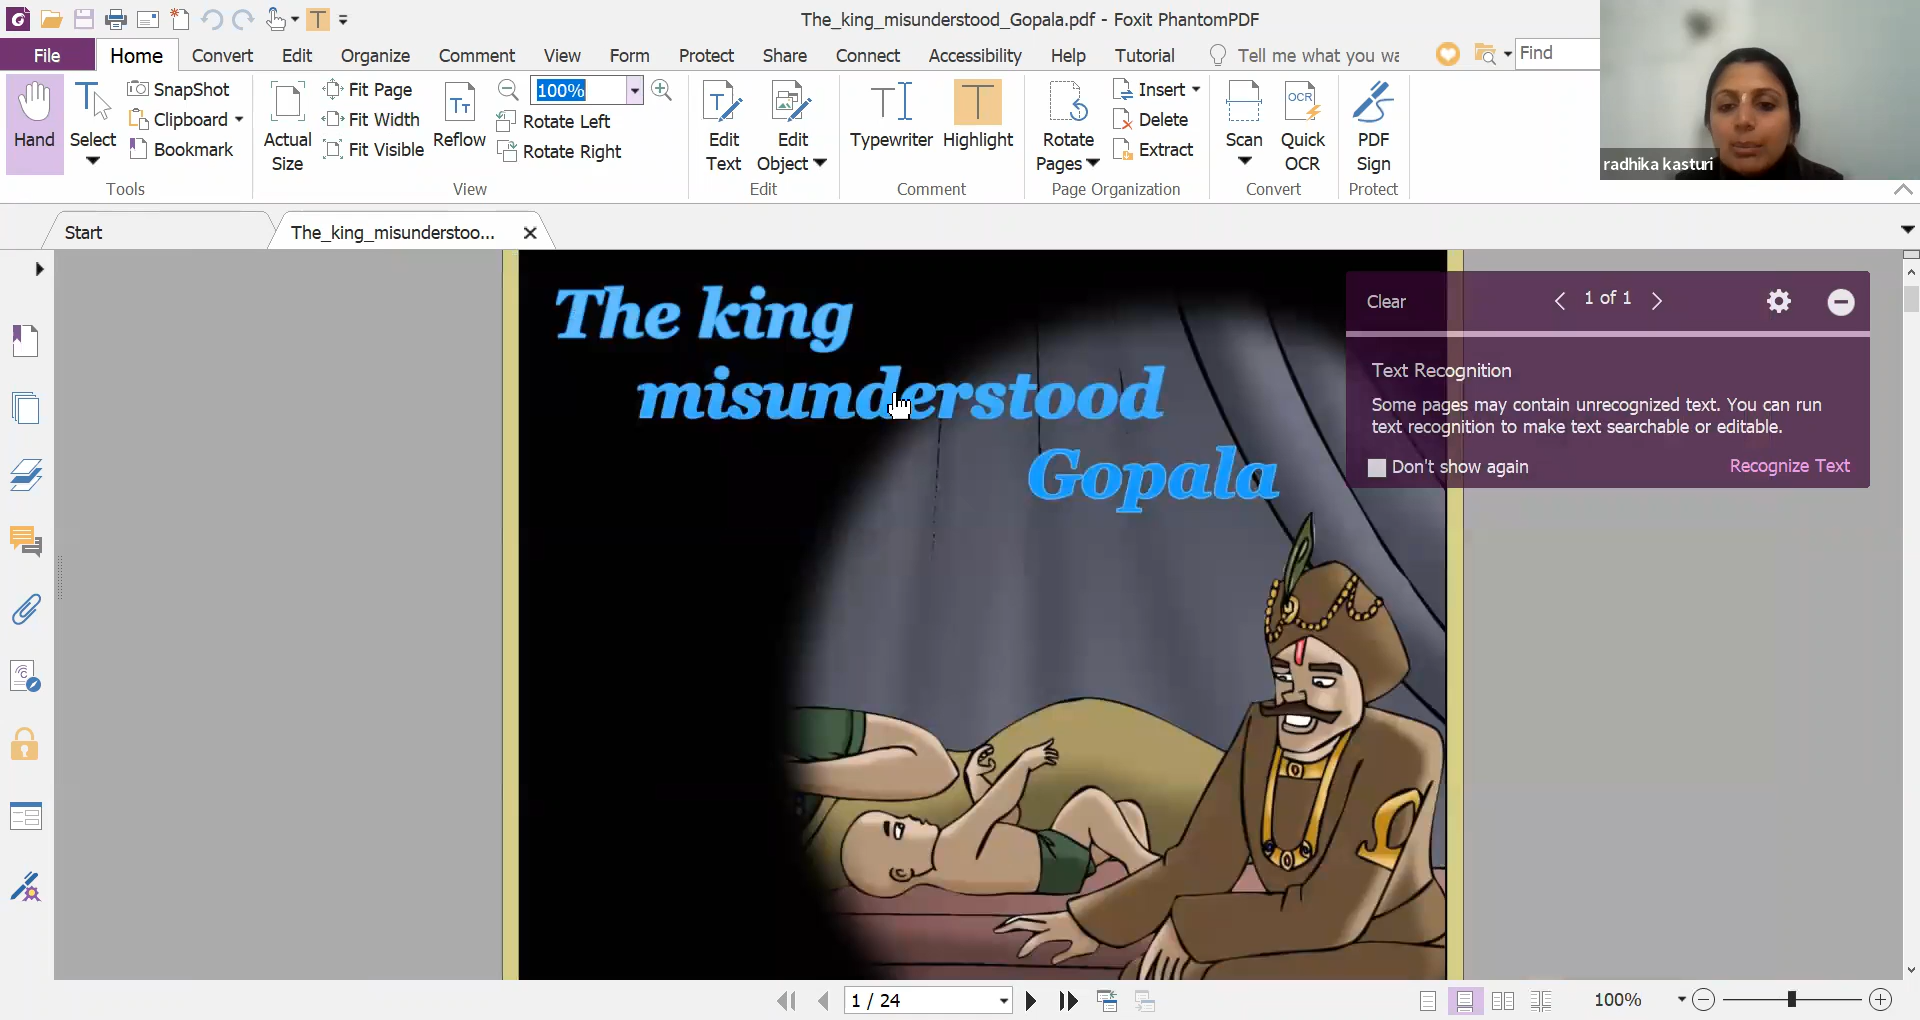 The_king_misunderstood_Gopala.pdf - Foxit PhantomPDF
File Home Convert Edit Organize Comment View Form Protect Share Connect Accessibility Help Tutorial Tell me what you wa Find
Hand
Select
SnapShot
Clipboard
Bookmark
Tools
Actual Size
Fit Page
Fit Width
Fit Visible
Reflow
100%
Rotate Left
Rotate Right
View
Edit Text
Edit Object
Edit
Typewriter
Highlight
Comment
Rotate Pages
Insert
Delete
Extract
Page Organization
Scan
OCR
Quick OCR
Convert
PDF Sign
Protect
radhika kasturi
Start
The_king_misunderstoo...
The king
misunderstood
Gopala
Clear
1 of 1
Text Recognition
Some pages may contain unrecognized text. You can run
text recognition to make text searchable or editable.
Don't show again
Recognize Text
1 / 24
100%